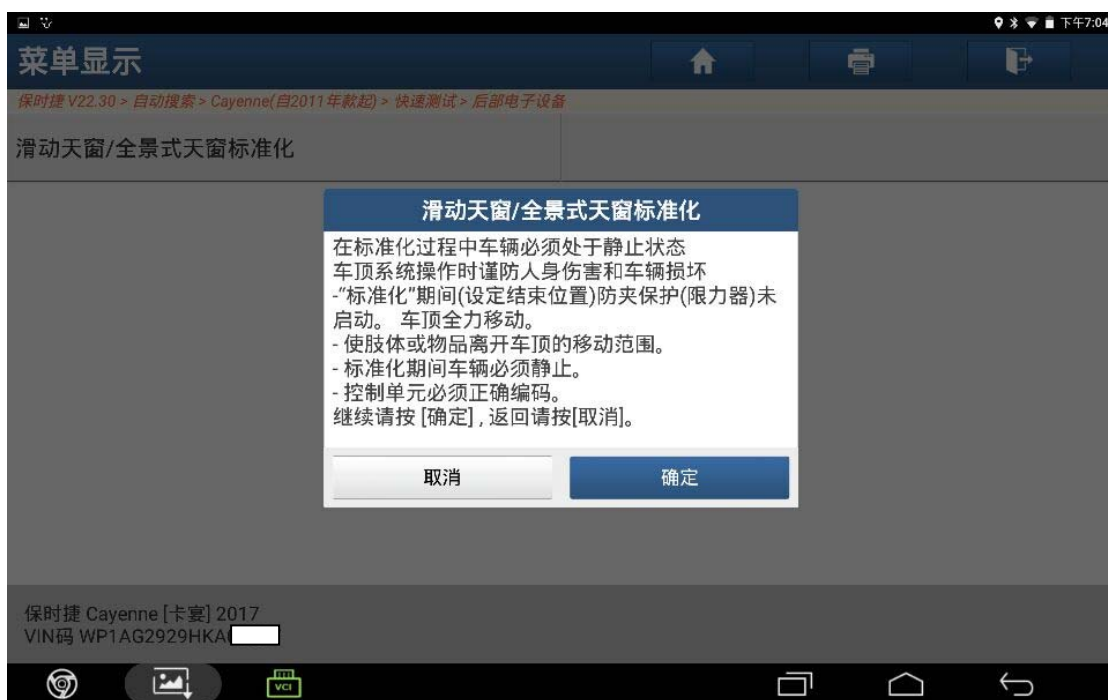 下午7:04
菜单显示
保时捷 V22.30 > 自动搜索 > Cayenne(自2011年款起) > 快速测试 > 后部电子设备
滑动天窗/全景式天窗标准化
滑动天窗/全景式天窗标准化
在标准化过程中车辆必须处于静止状态
车顶系统操作时谨防人身伤害和车辆损坏
-“标准化”期间(设定结束位置)防夹保护(限力器)未
启动。 车顶全力移动。
- 使肢体或物品离开车顶的移动范围。
- 标准化期间车辆必须静止。
- 控制单元必须正确编码。
继续请按 [确定] , 返回请按[取消]。
取消
确定
保时捷 Cayenne [卡宴] 2017
VIN码 WP1AG2929HKA
VCI